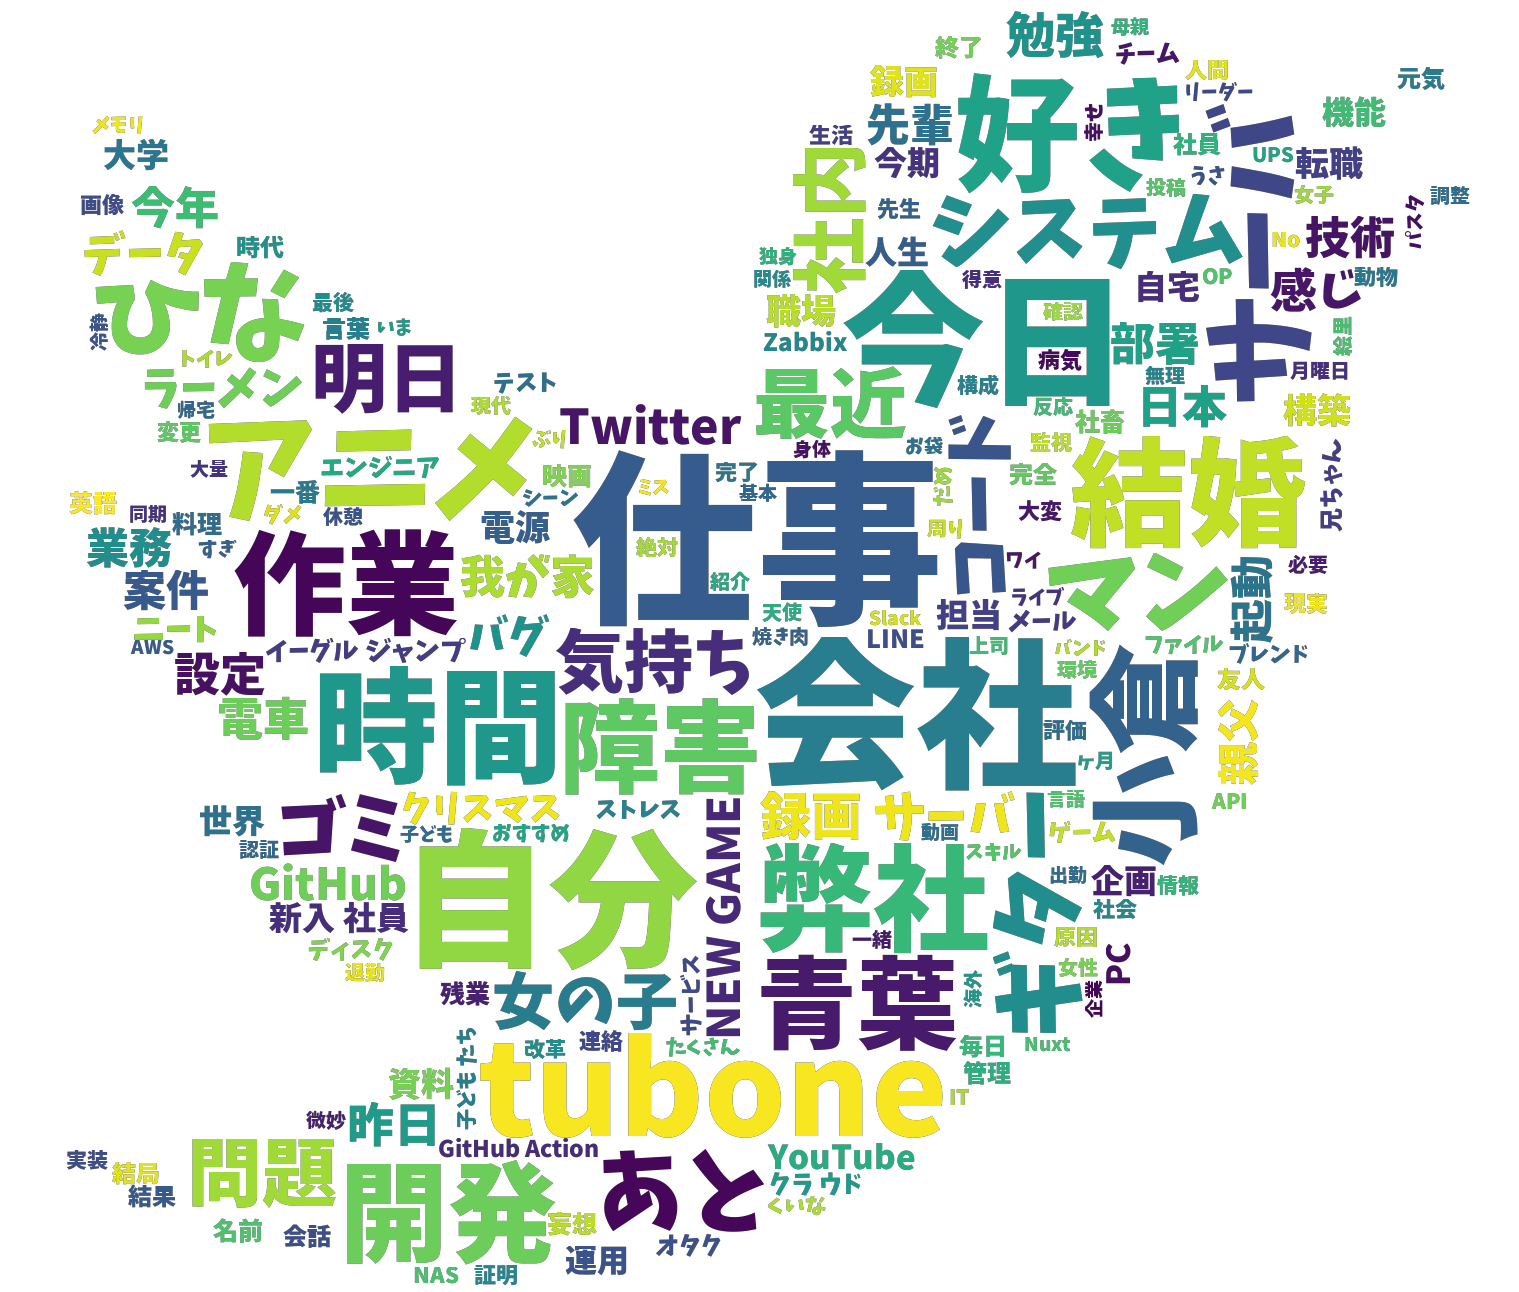 勉強
母親
終了
チーム
録画
人間
リーダー
元気
好き
幸せ
先輩
機能
メモリ
大学
生活
社内
今期
社員
UPS
転職
サーバー
投稿
うさ
女子
調整
画像
今年
先生
システム
パスタ
データ
時代
人生
No
技術
独身
関係
得意
自宅
OP
感じ
動物
ひな
最後
職場
今日
確認
冷静
言葉
いま
Zabbix
部署
絵里
トイレ
明日
病気
無理
月曜日
ラーメン
テスト
最近
構成
日本
構築
帰宅
現代
反応
社畜
変更
アニメ
Twitter
ぶり
身体
お袋
コード
監視
結婚
兄ちゃん
大量
エンジニア
映画
仕事
ミス
完了
基本
だめ
完全
一番
シーン
英語
同期
料理
ダメ
休憩
電源
周り
大変
業務
すぎ
作業
絶対
ワイ
マン
起動
必要
案件
我が家
紹介
ライブ
現実
ニート
バグ
天使
Slack
担当
メール
AWS
イーグル ジャンプ
焼き肉
LINE
上司
バンド
ファイル
ブレンド
設定
気持ち
会社
環境
小倉
友人
電車
時間
障害
評価
親父
ヶ月
世界
ゴミ
クリスマス
ストレス
NEW GAME
録画 サーバ
言語
API
認証
子ども
おすすめ
動画
ギター
ゲーム
GitHub
自分
弊社
スキル
出勤
企画
情報
新入 社員
社会
ディスク
一緒
原因
退勤
青葉
女性
PC
残業
女の子
サービス
海外
企業
子どもたち
改革
連絡
たくさん
毎日
Nuxt
資料
tubone
管理
IT
微妙
昨日
GitHub Action
実装
結局
結果
問題
開発
あと
YouTube
クラウド
くいな
名前
会話
妄想
オタク
運用
NAS
証明